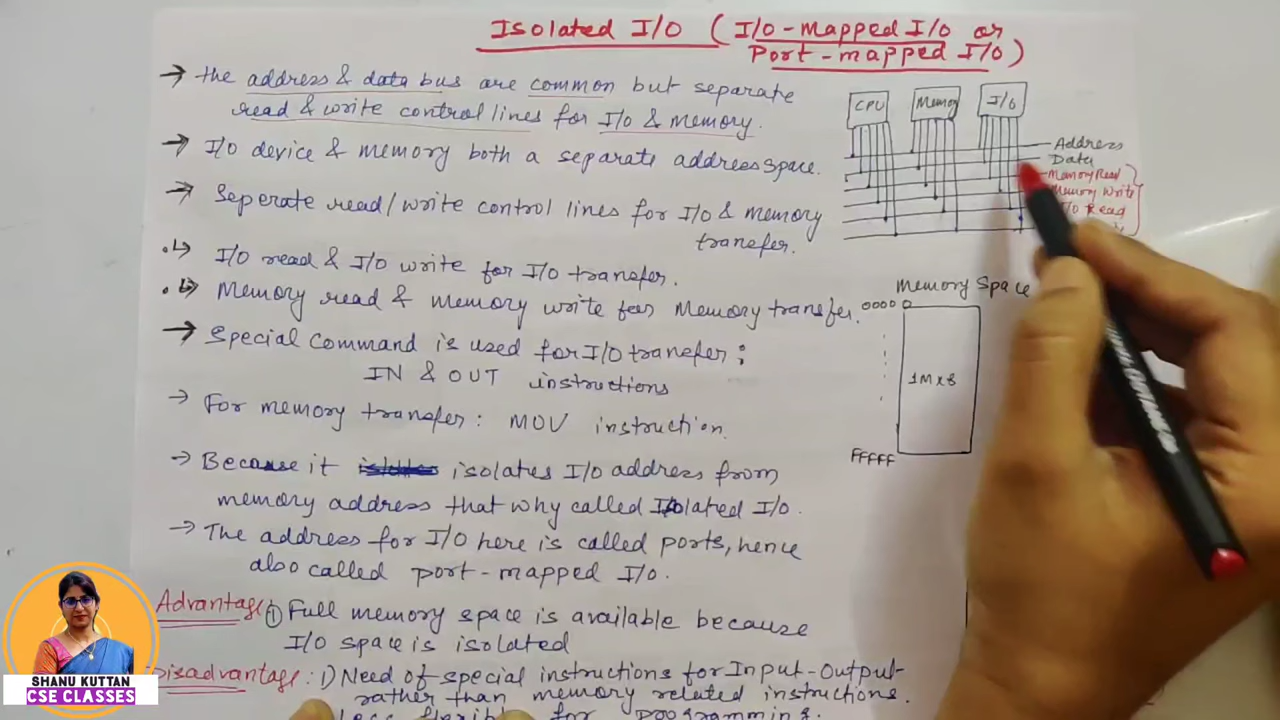 Isolated I/O (I/O-Mapped I/O or
Port-mapped I/O)
→ the address & data bus are common but separate
read & write control lines for I/O & memory.
→ I/O device & memory both a separate address space.
→ Seperate read/write control lines for I/O & memory
transfer.
I/O read & I/O write for I/O transfer.
Memory read & memory write for Memory transfer.
→ Special Command is used for I/O transfer:
IN & OUT instructions
→ For memory transfer: MOV instruction.
→ Because it isolates I/O address from
memory address that why called Isolated I/O.
→ The address for I/O here is called ports, hence
also called port-mapped I/O.
Advantage: ① Full memory space is available because
I/O space is isolated
Disadvantage: 1) Need of special instructions for Input-Output
rather than memory related instructions.
less flexible for programming.
CPU
Memory
I/O
Address
Data
Memory Read
Memory Write
I/O Read
Memory Space
00000
1M x 8
FFFFF
SHANU KUTTAN
CSE CLASSES